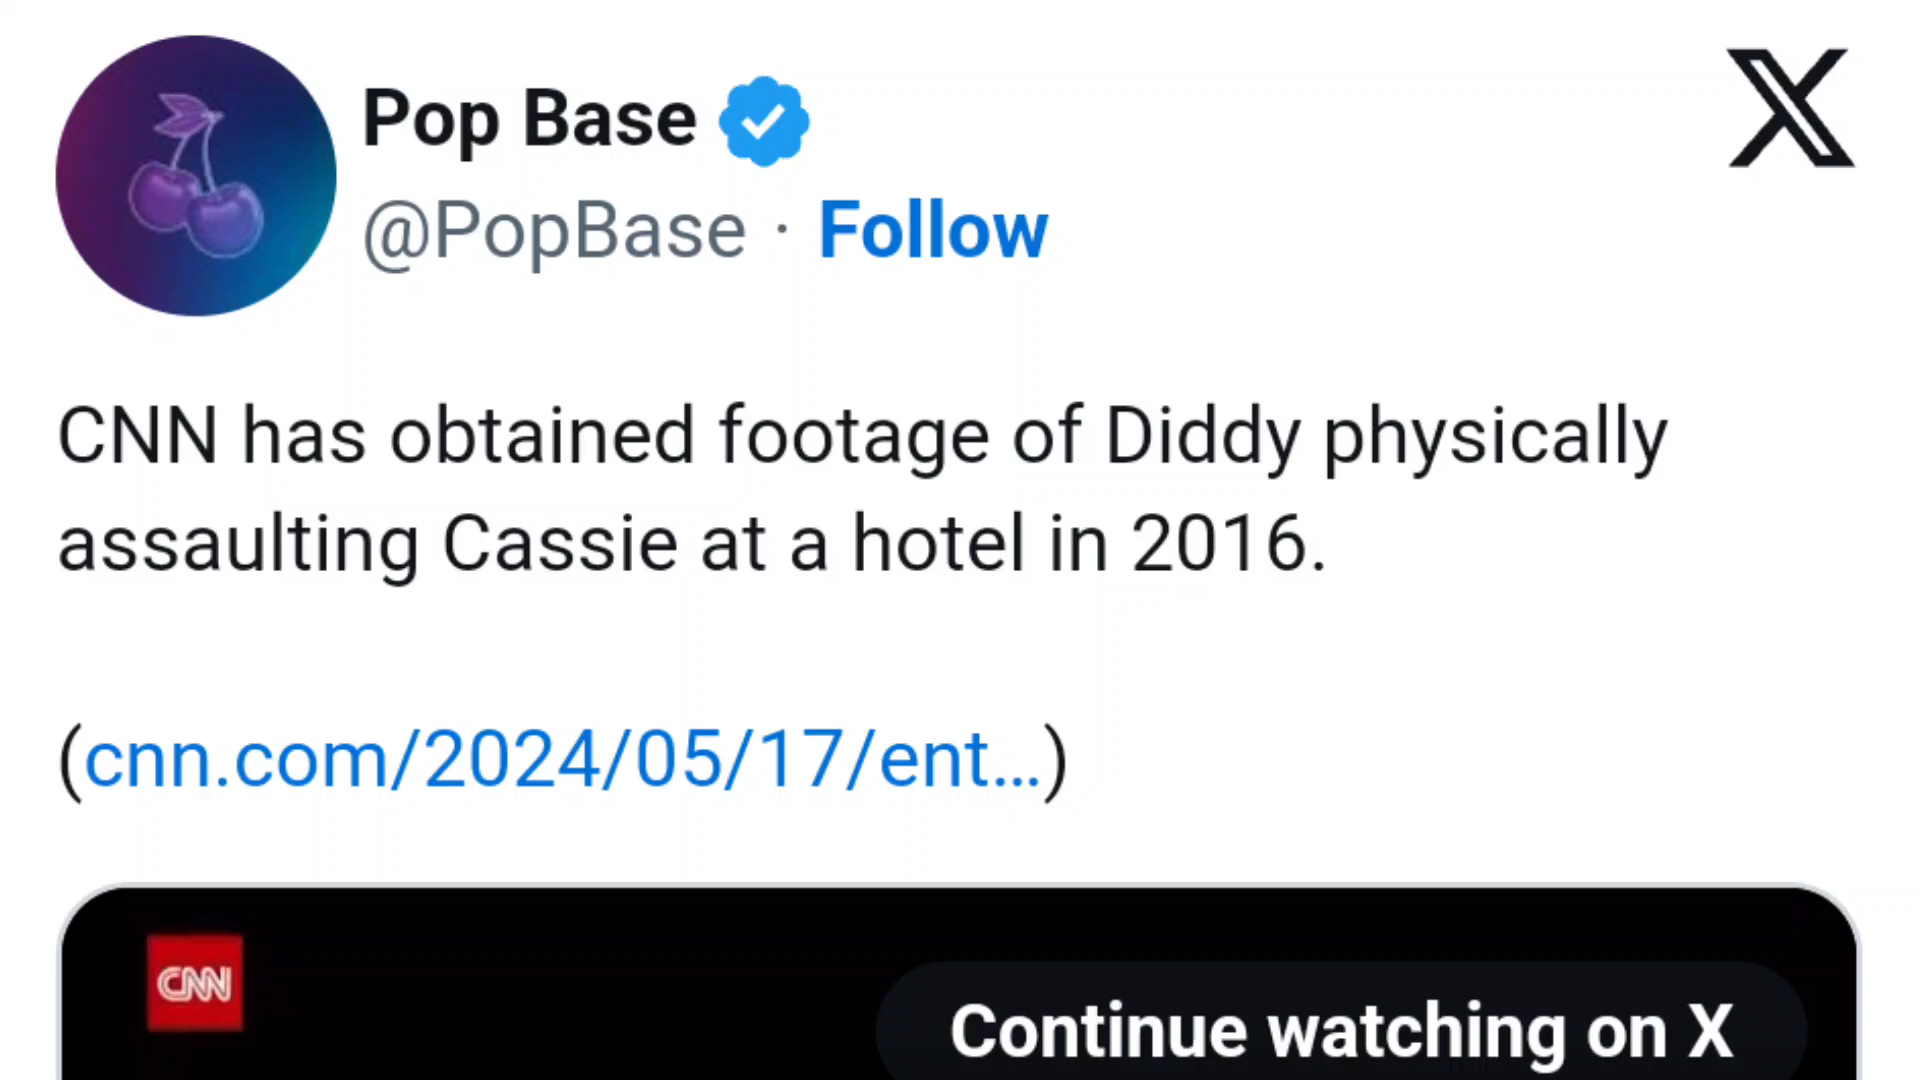 Pop Base
@PopBase · Follow
CNN has obtained footage of Diddy physically
assaulting Cassie at a hotel in 2016.
(cnn.com/2024/05/17/ent…)
CNN
Continue watching on X